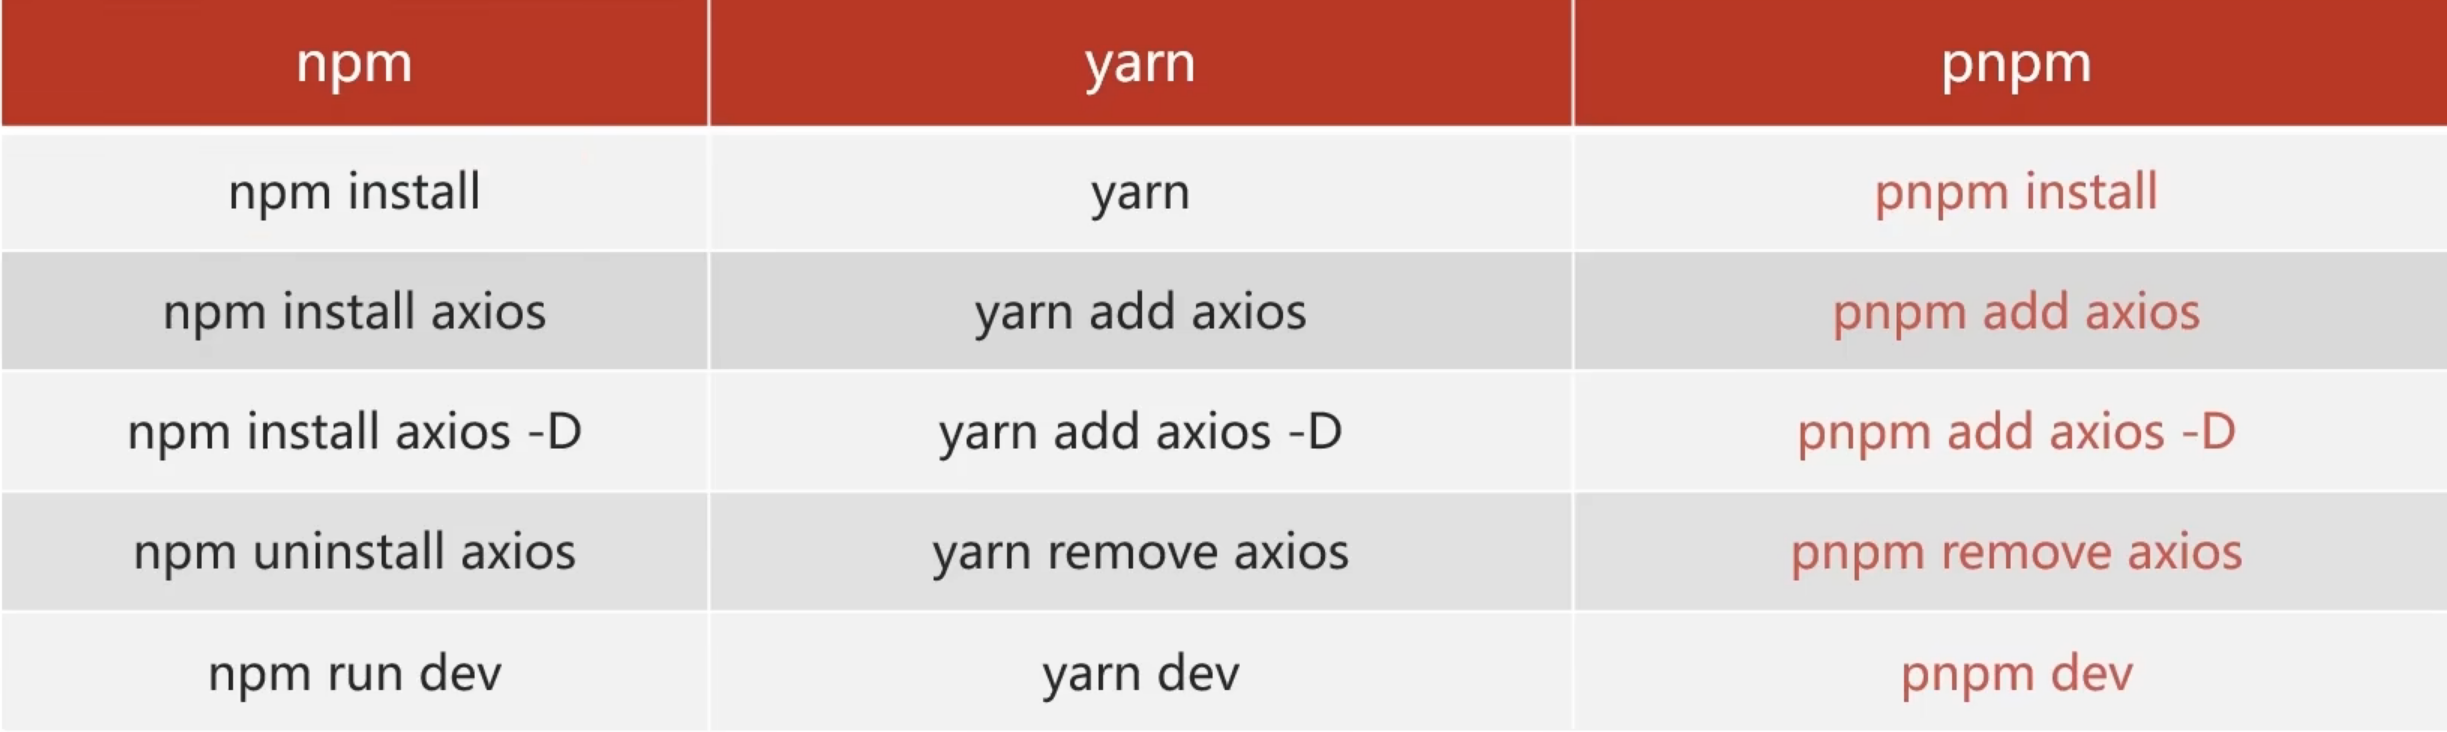 npm yarn pnpm
npm install yarn pnpm install
npm install axios yarn add axios pnpm add axios
npm install axios -D yarn add axios -D pnpm add axios -D
npm uninstall axios yarn remove axios pnpm remove axios
npm run dev yarn dev pnpm dev